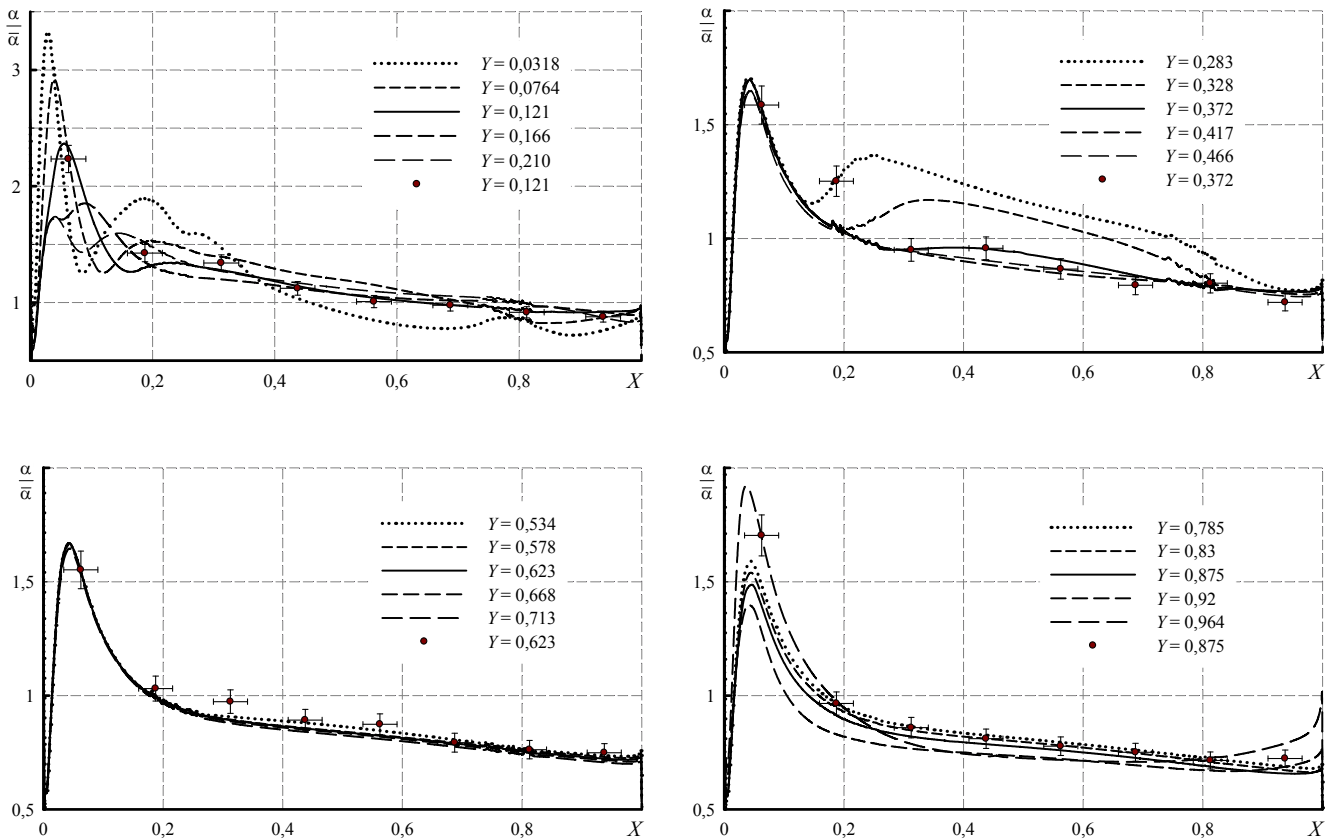 α
ᾱ
3
2
1
0
0,2
0,4
0,6
0,8
X
Y = 0,0318
Y = 0,0764
Y = 0,121
Y = 0,166
Y = 0,210
Y = 0,121
α
ᾱ
1,5
1
0,5
0
0,2
0,4
0,6
0,8
X
Y = 0,283
Y = 0,328
Y = 0,372
Y = 0,417
Y = 0,466
Y = 0,372
α
ᾱ
1,5
1
0,5
0
0,2
0,4
0,6
0,8
X
Y = 0,534
Y = 0,578
Y = 0,623
Y = 0,668
Y = 0,713
Y = 0,623
α
ᾱ
1,5
1
0,5
0
0,2
0,4
0,6
0,8
X
Y = 0,785
Y = 0,83
Y = 0,875
Y = 0,92
Y = 0,964
Y = 0,875